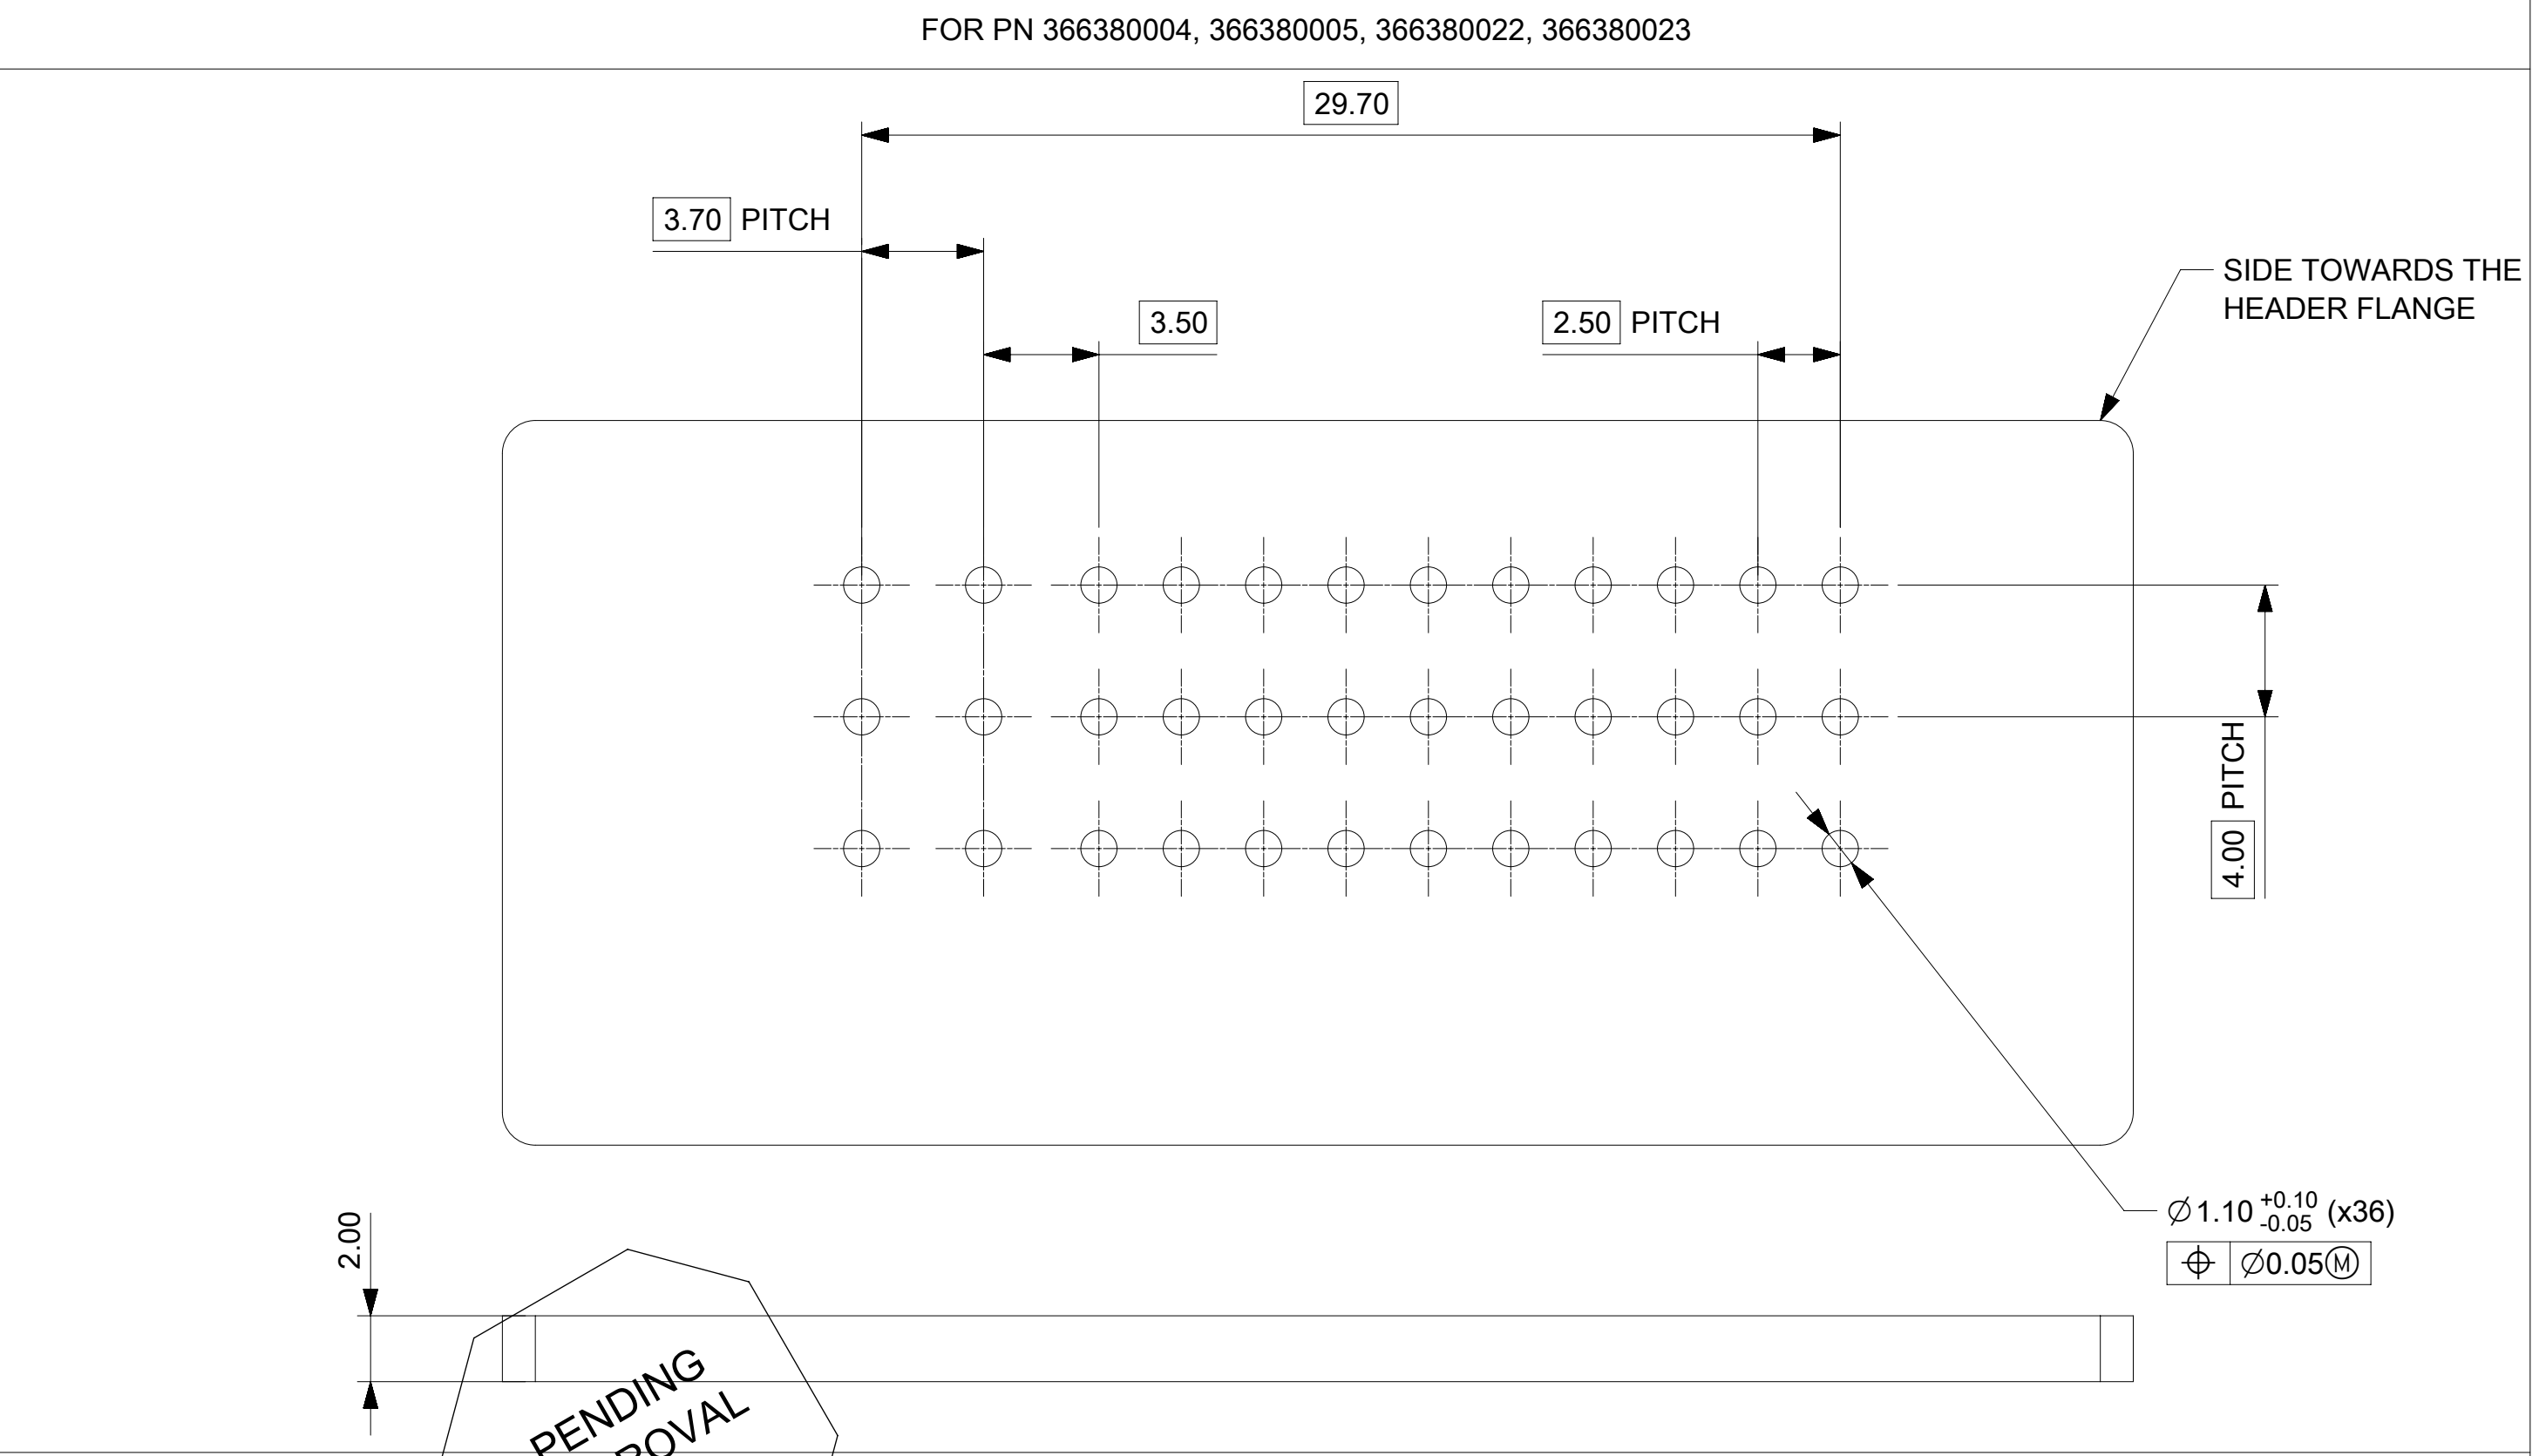 FOR PN 366380004, 366380005, 366380022, 366380023
29.70
3.70 PITCH
3.50
2.50 PITCH
SIDE TOWARDS THE
HEADER FLANGE
4.00 PITCH
⌀1.10 +0.10 -0.05 (x36)
⌖ ⌀0.05Ⓜ
2.00
PENDING
ROVAL